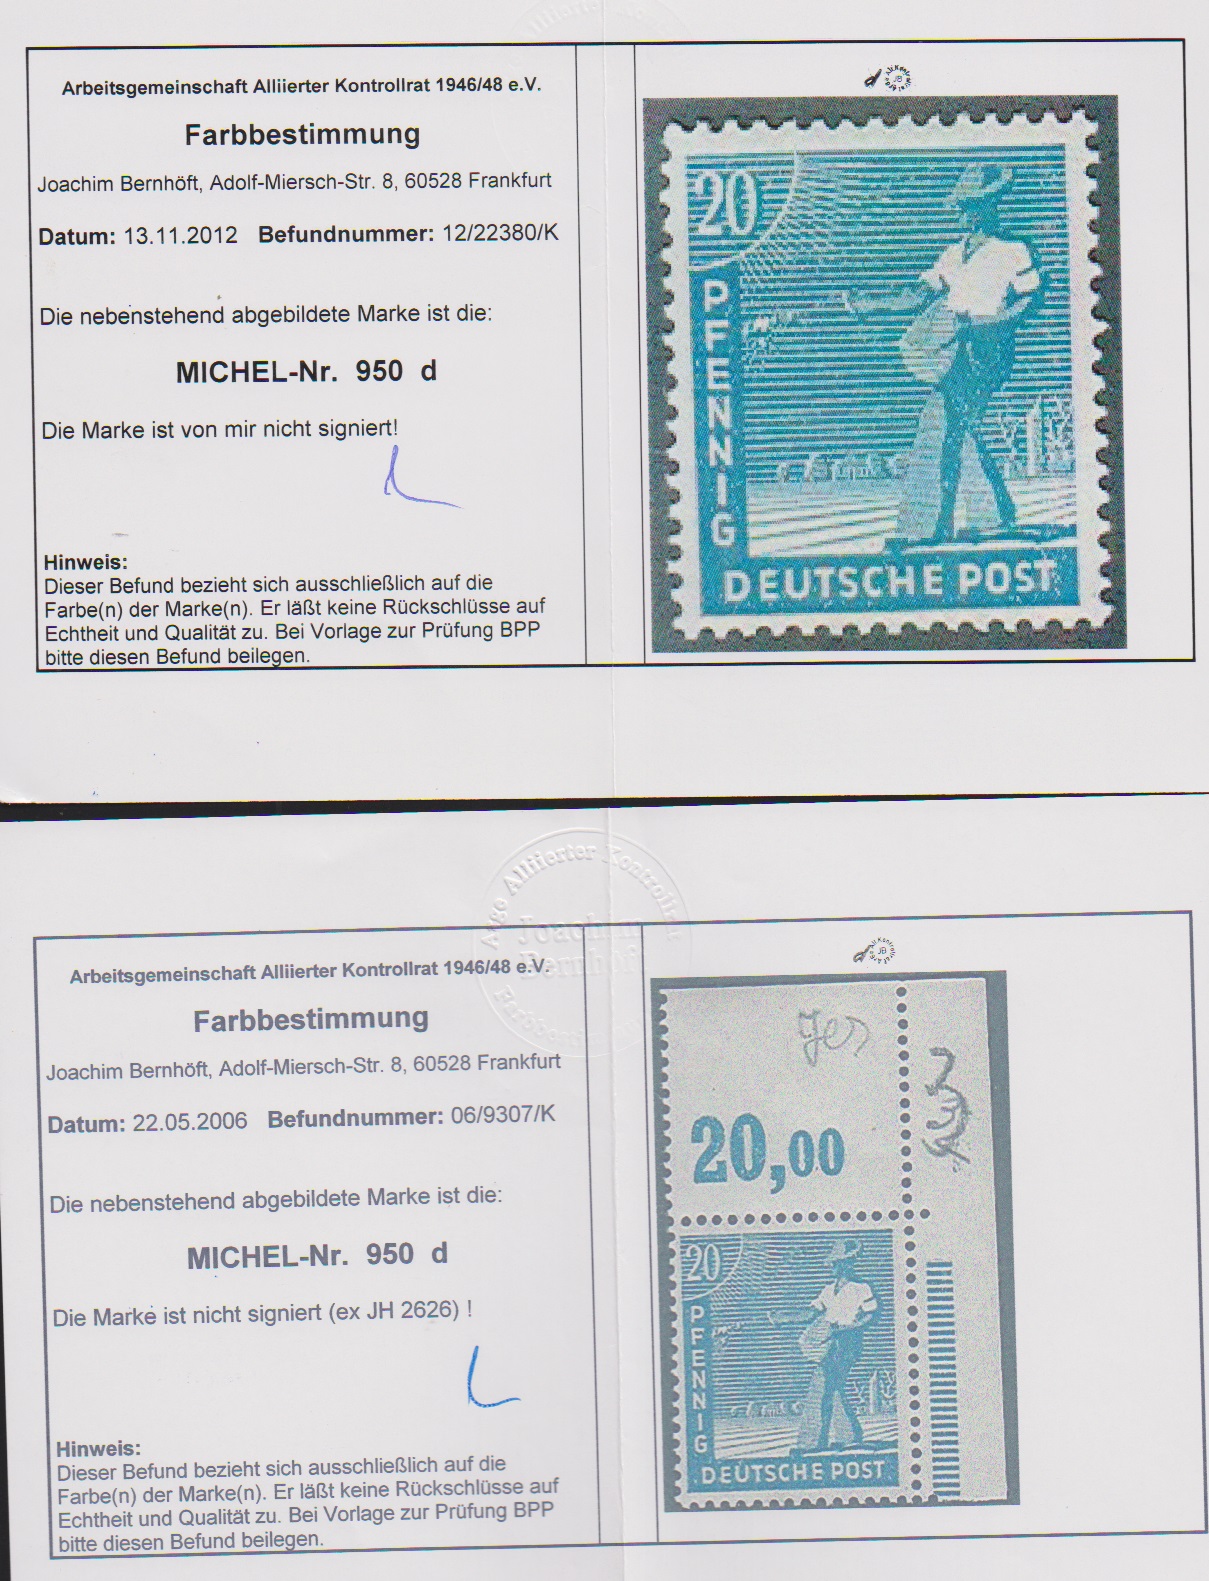 Arbeitsgemeinschaft Alliierter Kontrollrat 1946/48 e.V.
Farbbestimmung
Joachim Bernhöft, Adolf-Miersch-Str. 8, 60528 Frankfurt
Datum: 13.11.2012 Befundnummer: 12/22380/K
Die nebenstehend abgebildete Marke ist die:
MICHEL-Nr. 950 d
Die Marke ist von mir nicht signiert!
Hinweis:
Dieser Befund bezieht sich ausschließlich auf die
Farbe(n) der Marke(n). Er läßt keine Rückschlüsse auf
Echtheit und Qualität zu. Bei Vorlage zur Prüfung BPP
bitte diesen Befund beilegen.
JB
20
PFENNIG
DEUTSCHE POST
Arge Alliierter Kontrollrat
Joachim
Bernhöft
Arbeitsgemeinschaft Alliierter Kontrollrat 1946/48 e.V.
Farbbestimmung
Joachim Bernhöft, Adolf-Miersch-Str. 8, 60528 Frankfurt
Datum: 22.05.2006 Befundnummer: 06/9307/K
Die nebenstehend abgebildete Marke ist die:
MICHEL-Nr. 950 d
Die Marke ist nicht signiert (ex JH 2626) !
Hinweis:
Dieser Befund bezieht sich ausschließlich auf die
Farbe(n) der Marke(n). Er läßt keine Rückschlüsse auf
Echtheit und Qualität zu. Bei Vorlage zur Prüfung BPP
bitte diesen Befund beilegen.
JB
20,00
20
PFENNIG
DEUTSCHE POST